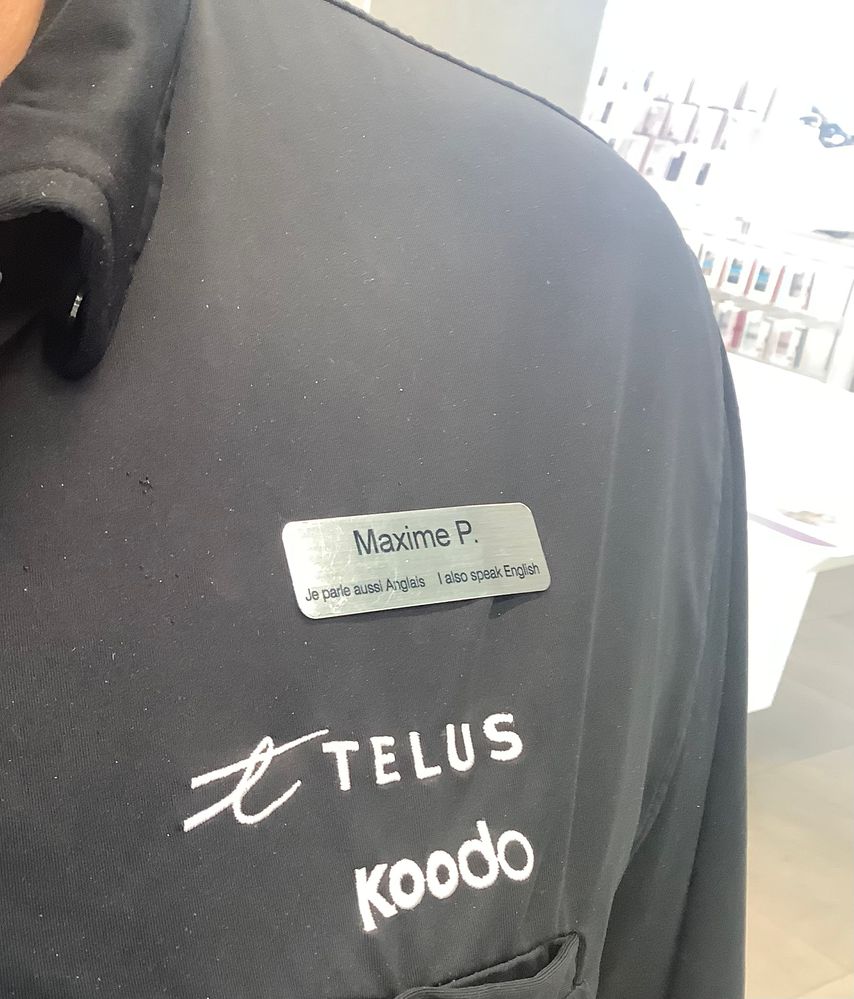 Maxime P.
Je parle aussi Anglais I also speak English
TELUS
koodo